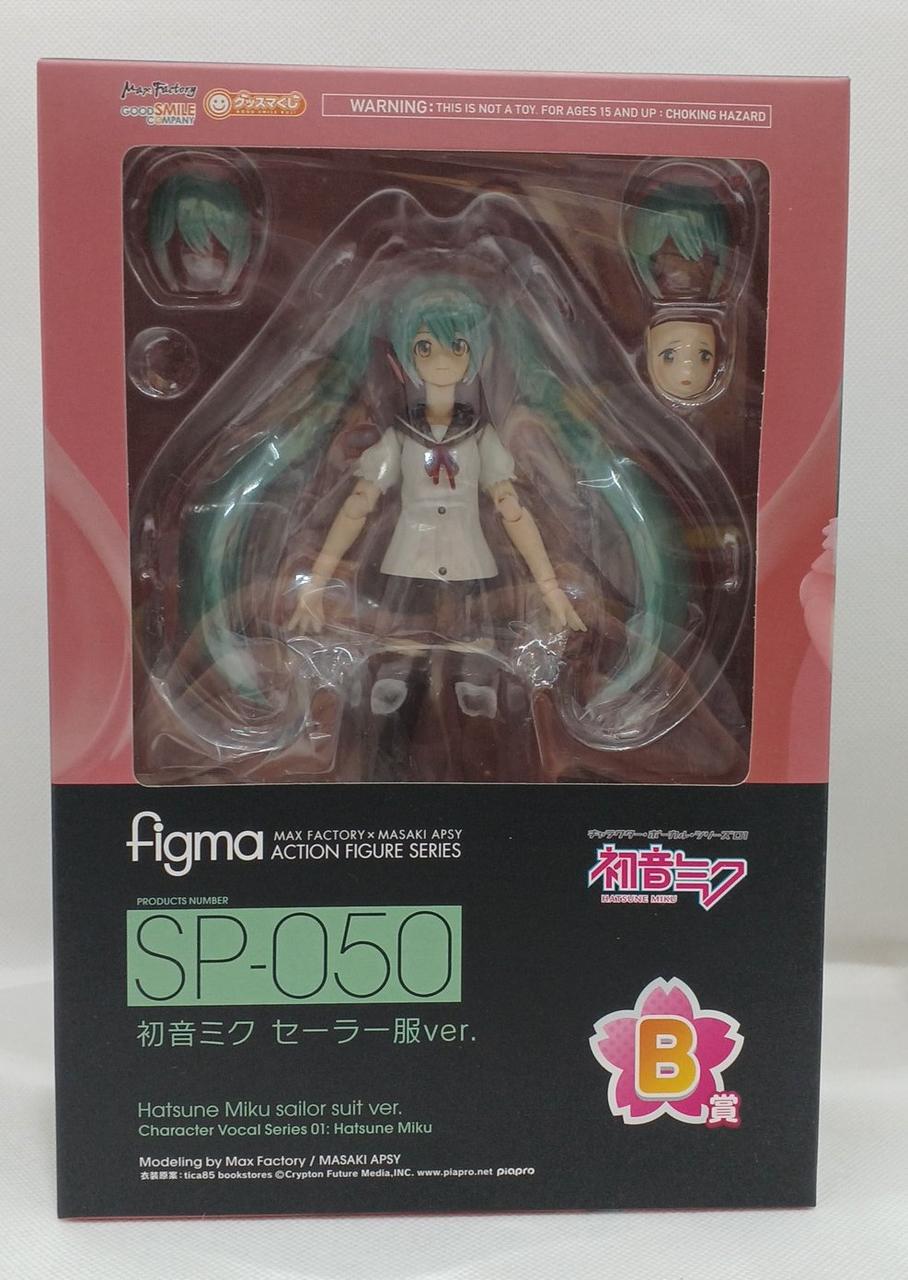 Max Factory
GOOD SMILE COMPANY
グッスマくじ
GOOD SMILE KUJI
WARNING: THIS IS NOT A TOY. FOR AGES 15 AND UP : CHOKING HAZARD
figma
MAX FACTORY × MASAKI APSY
ACTION FIGURE SERIES
キャラクター・ボーカル・シリーズ01
初音ミク
HATSUNE MIKU
PRODUCTS NUMBER
SP-050
初音ミク セーラー服ver.
B賞
Hatsune Miku sailor suit ver.
Character Vocal Series 01: Hatsune Miku
Modeling by Max Factory / MASAKI APSY
衣装原案：tica85 bookstores ©Crypton Future Media,INC. www.piapro.net piapro